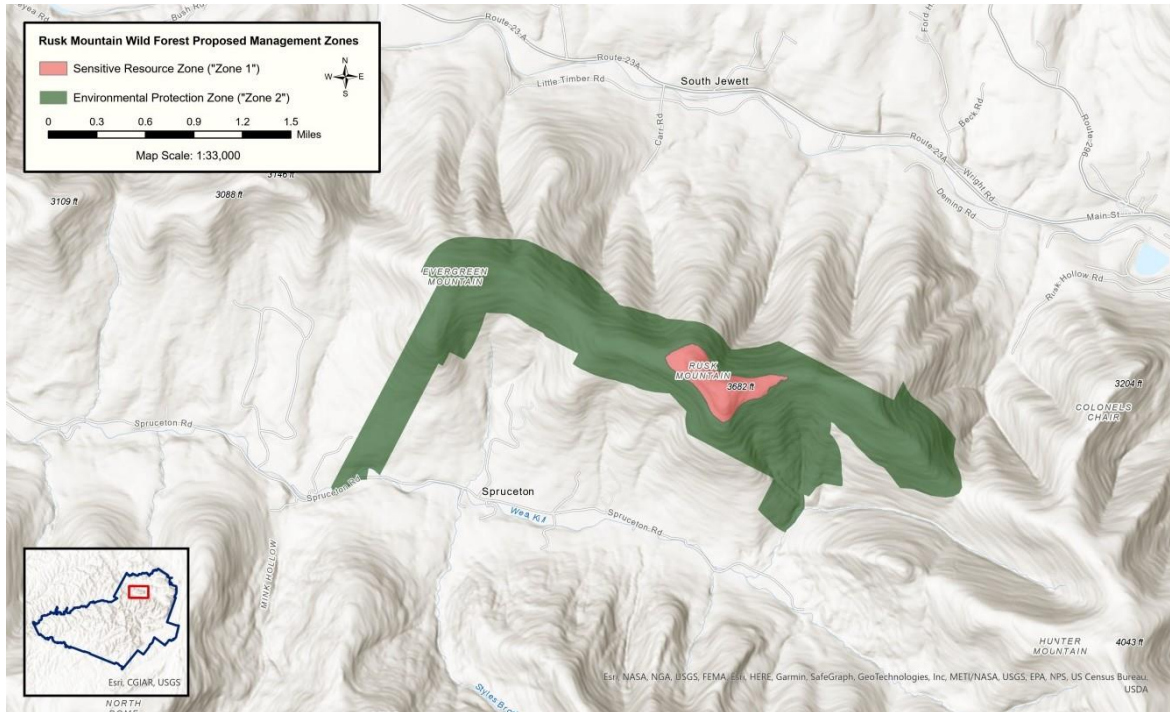 Bush Rd
Route 23A
Rusk Mountain Wild Forest Proposed Management Zones
Sensitive Resource Zone ("Zone 1")
Environmental Protection Zone ("Zone 2")
N
W E
S
0 0.3 0.6 0.9 1.2 1.5
Miles
Map Scale: 1:33,000
Route 23A
Little Timber Rd
South Jewett
Carr Rd
Beck Rd
Route 296
Route 23A
Wright Rd
Deming Rd
Main St
3146 ft
3088 ft
3109 ft
EVERGREEN
MOUNTAIN
Rusk Hollow Rd
RUSK
MOUNTAIN
3682 ft
3204 ft
COLONELS
CHAIR
Spruceton Rd
Spruceton Rd
Spruceton
West Kill
Spruceton Rd
MINK HOLLOW
HUNTER
MOUNTAIN
4043 ft
Esri, CGIAR, USGS
NORTH
DOME
Esri, NASA, NGA, USGS, FEMA, Esri, HERE, Garmin, SafeGraph, GeoTechnologies, Inc, METI/NASA, USGS, EPA, NPS, US Census Bureau,
USDA